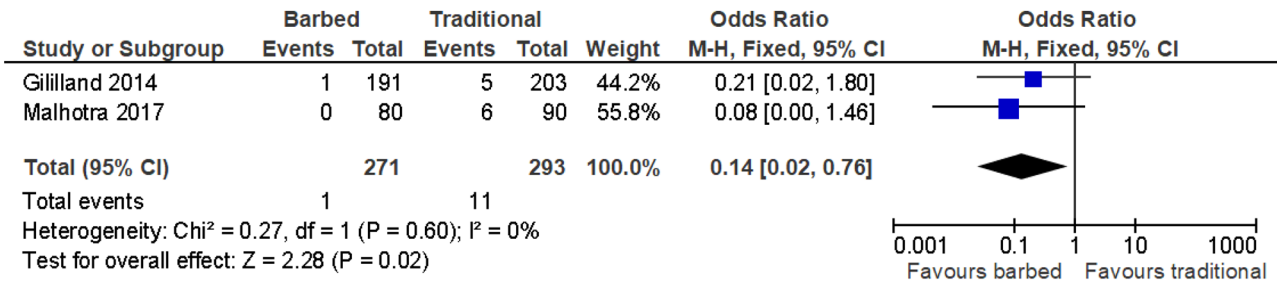 Barbed Traditional Odds Ratio Odds Ratio
Study or Subgroup Events Total Events Total Weight M-H, Fixed, 95% CI M-H, Fixed, 95% CI
Gililland 2014 1 191 5 203 44.2% 0.21 [0.02, 1.80]
Malhotra 2017 0 80 6 90 55.8% 0.08 [0.00, 1.46]
Total (95% CI) 271 293 100.0% 0.14 [0.02, 0.76]
Total events 1 11
Heterogeneity: Chi² = 0.27, df = 1 (P = 0.60); I² = 0%
Test for overall effect: Z = 2.28 (P = 0.02)
0.001 0.1 1 10 1000
Favours barbed Favours traditional